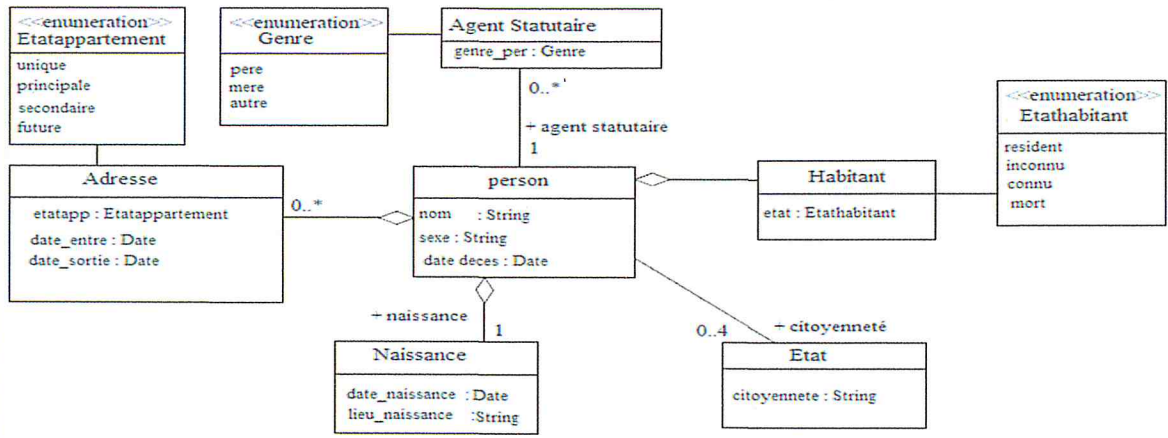 <<enumeration>>
Etatappartement
unique
principale
secondaire
future
<<enumeration>>
Genre
pere
mere
autre
Agent Statutaire
genre_per : Genre
0..*'
+ agent statutaire
1
<<enumeration>>
Etathabitant
resident
inconnu
connu
mort
Adresse
etatapp : Etatappartement
date_entre : Date
date_sortie : Date
0..*
person
nom : String
sexe : String
date deces : Date
Habitant
etat : Etathabitant
+ naissance
1
0..4
+ citoyenneté
Naissance
date_naissance : Date
lieu_naissance :String
Etat
citoyennete : String